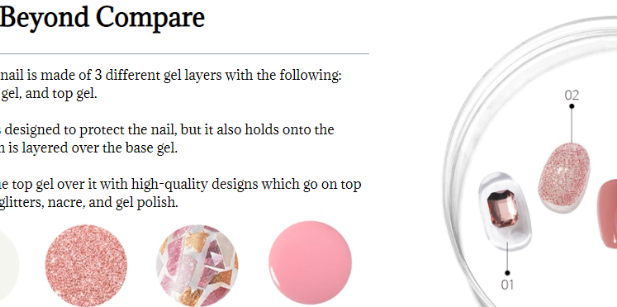 Beyond Compare
nail is made of 3 different gel layers with the following:
gel, and top gel.
designed to protect the nail, but it also holds onto the
is layered over the base gel.
top gel over it with high-quality designs which go on top
glitters, nacre, and gel polish.
02
01